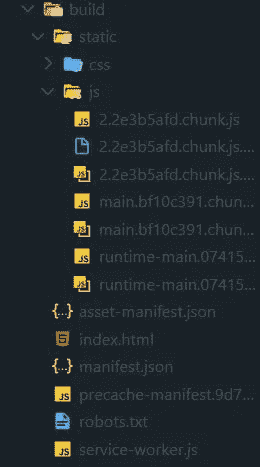 build
static
css
js
2.2e3b5afd.chunk.js
2.2e3b5afd.chunk.js....
2.2e3b5afd.chunk.js....
main.bf10c391.chun...
main.bf10c391.chun...
runtime-main.07415...
runtime-main.07415...
asset-manifest.json
index.html
manifest.json
precache-manifest.9d7...
robots.txt
service-worker.js